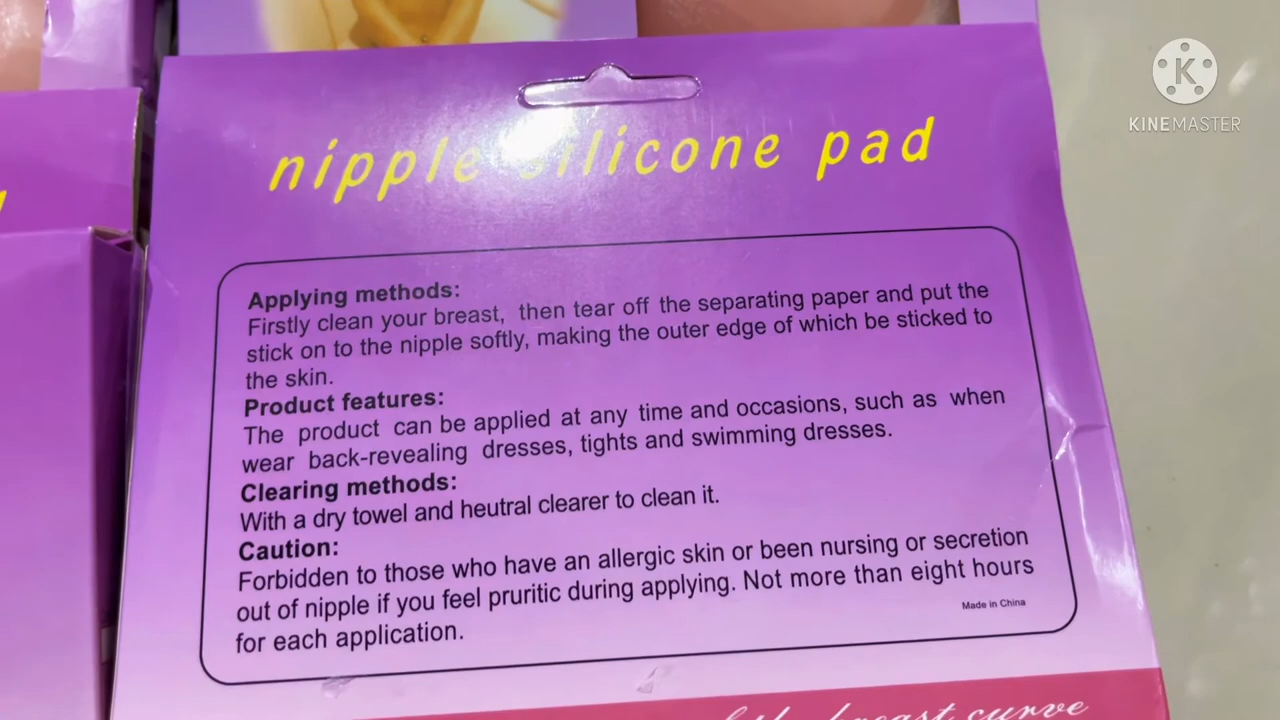 nipple silicone pad
Applying methods:
Firstly clean your breast, then tear off the separating paper and put the
stick on to the nipple softly, making the outer edge of which be sticked to
the skin.
Product features:
The product can be applied at any time and occasions, such as when
wear back-revealing dresses, tights and swimming dresses.
Clearing methods:
With a dry towel and heutral clearer to clean it.
Caution:
Forbidden to those who have an allergic skin or been nursing or secretion
out of nipple if you feel pruritic during applying. Not more than eight hours
for each application.
Made in China
breast curve
K
KINEMASTER